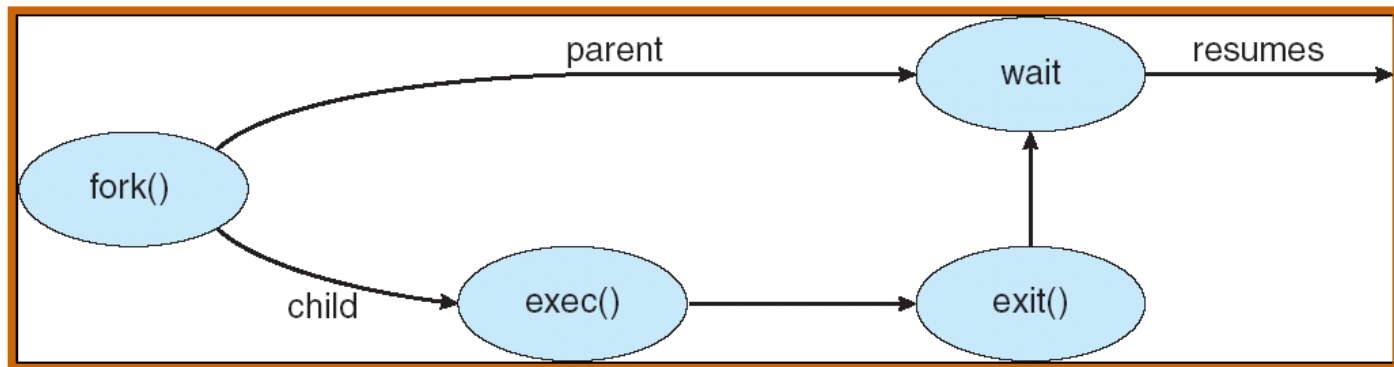 parent
wait
resumes
fork()
child
exec()
exit()